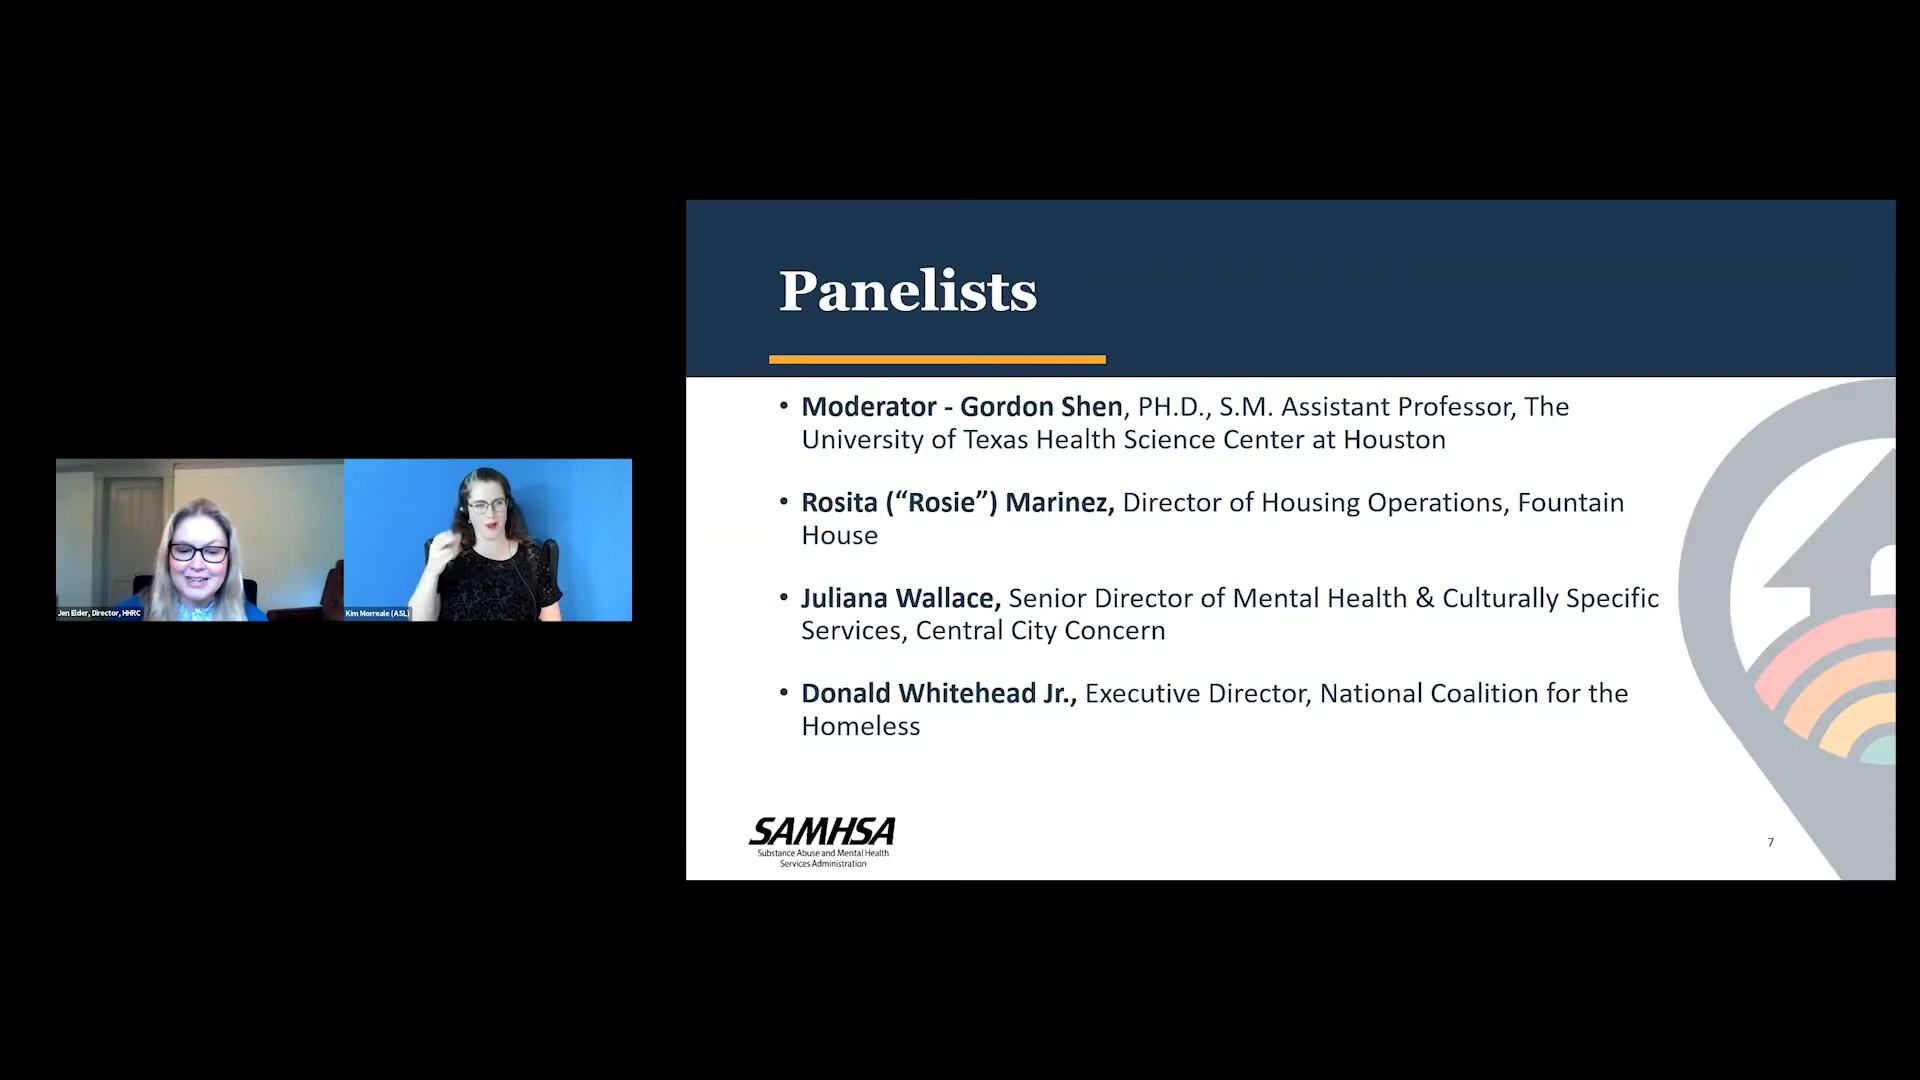 Panelists
• Moderator - Gordon Shen, PH.D., S.M. Assistant Professor, The
University of Texas Health Science Center at Houston
• Rosita (“Rosie”) Marinez, Director of Housing Operations, Fountain
House
• Juliana Wallace, Senior Director of Mental Health & Culturally Specific
Services, Central City Concern
• Donald Whitehead Jr., Executive Director, National Coalition for the
Homeless
SAMHSA
Substance Abuse and Mental Health
Services Administration
7
Jen Elder, Director, HHRC
Kim Morreale (ASL)